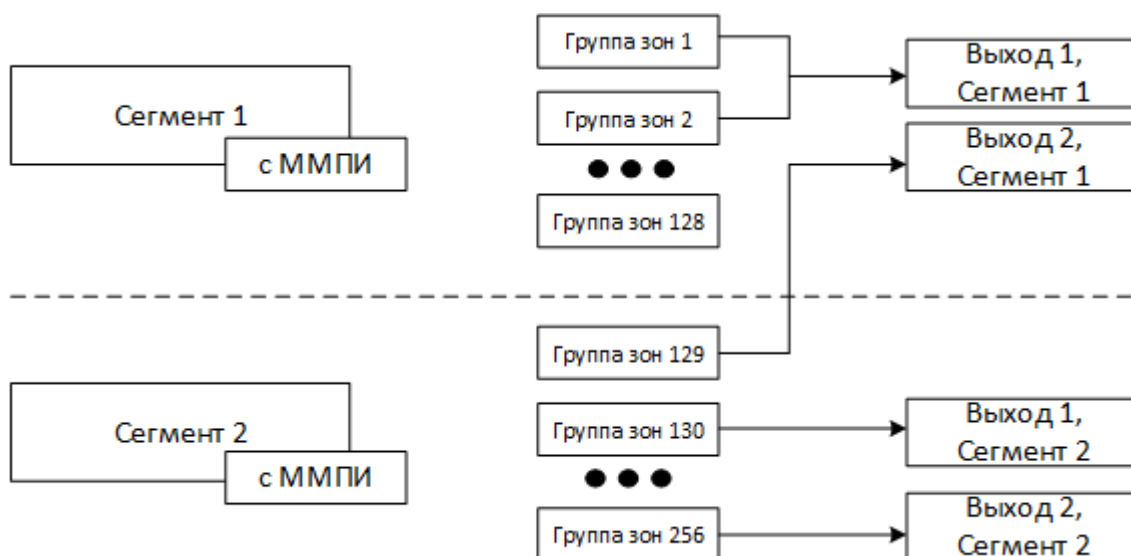 Сегмент 1
с ММПИ
Группа зон 1
Группа зон 2
Группа зон 128
Выход 1,
Сегмент 1
Выход 2,
Сегмент 1
Сегмент 2
с ММПИ
Группа зон 129
Группа зон 130
Группа зон 256
Выход 1,
Сегмент 2
Выход 2,
Сегмент 2